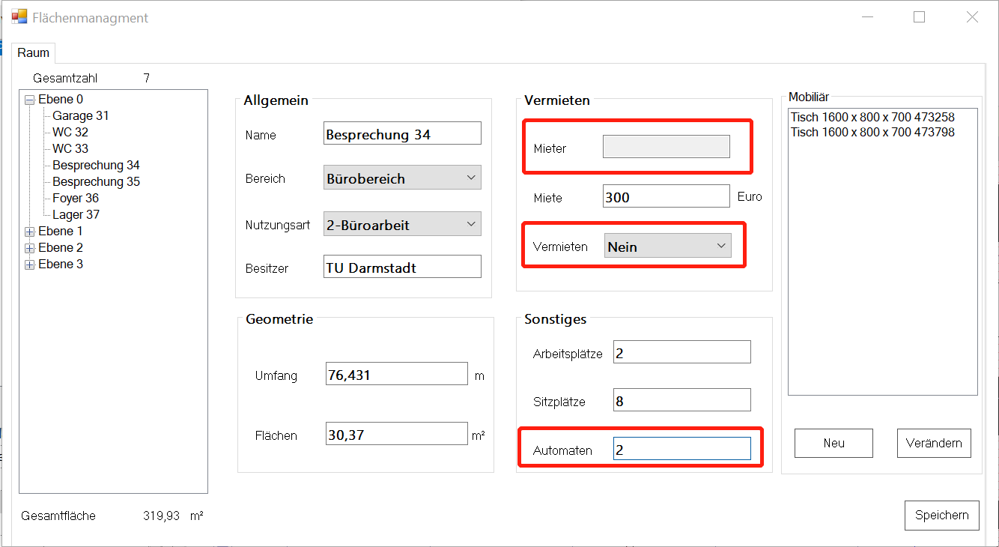 Flächenmanagment
Raum
Gesamtzahl 7
Ebene 0
Garage 31
WC 32
WC 33
Besprechung 34
Besprechung 35
Foyer 36
Lager 37
Ebene 1
Ebene 2
Ebene 3
Gesamtfläche 319,93 m²
Allgemein
Name Besprechung 34
Bereich Bürobereich
Nutzungsart 2-Büroarbeit
Besitzer TU Darmstadt
Geometrie
Umfang 76,431 m
Flächen 30,37 m²
Vermieten
Mieter
Miete 300 Euro
Vermieten Nein
Sonstiges
Arbeitsplätze 2
Sitzplätze 8
Automaten 2
Mobiliär
Tisch 1600 x 800 x 700 473258
Tisch 1600 x 800 x 700 473798
Neu Verändern
Speichern